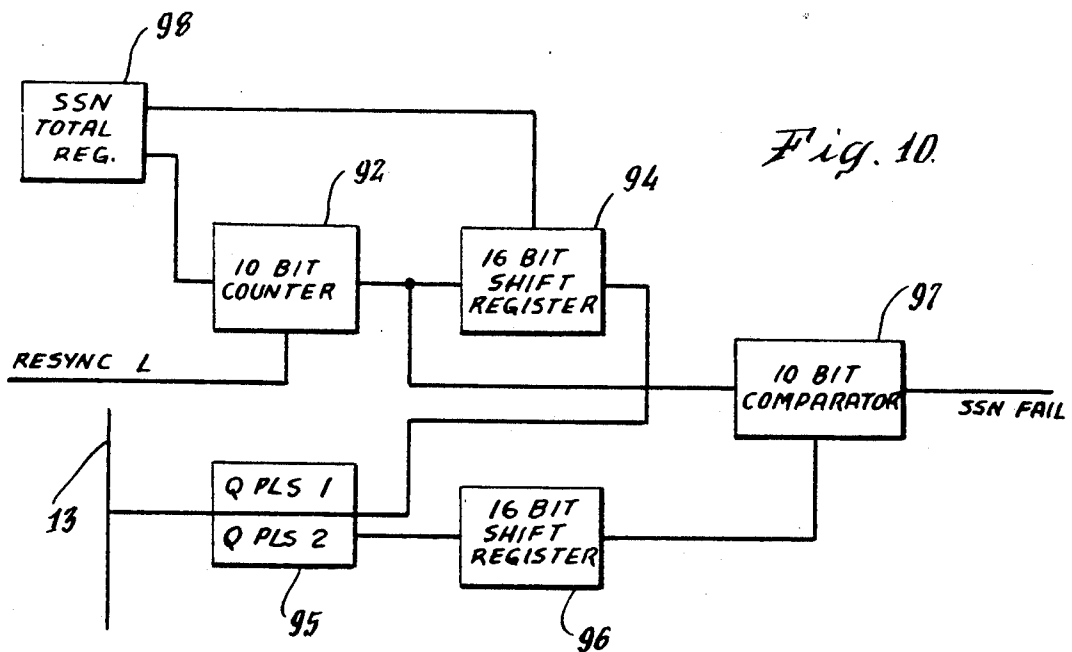 98
SSN
TOTAL
REG.
Fig. 10.
92
94
10 BIT
COUNTER
16 BIT
SHIFT
REGISTER
97
RESYNC L
10 BIT
COMPARATOR
SSN FAIL
13
Q PLS 1
Q PLS 2
16 BIT
SHIFT
REGISTER
95
96